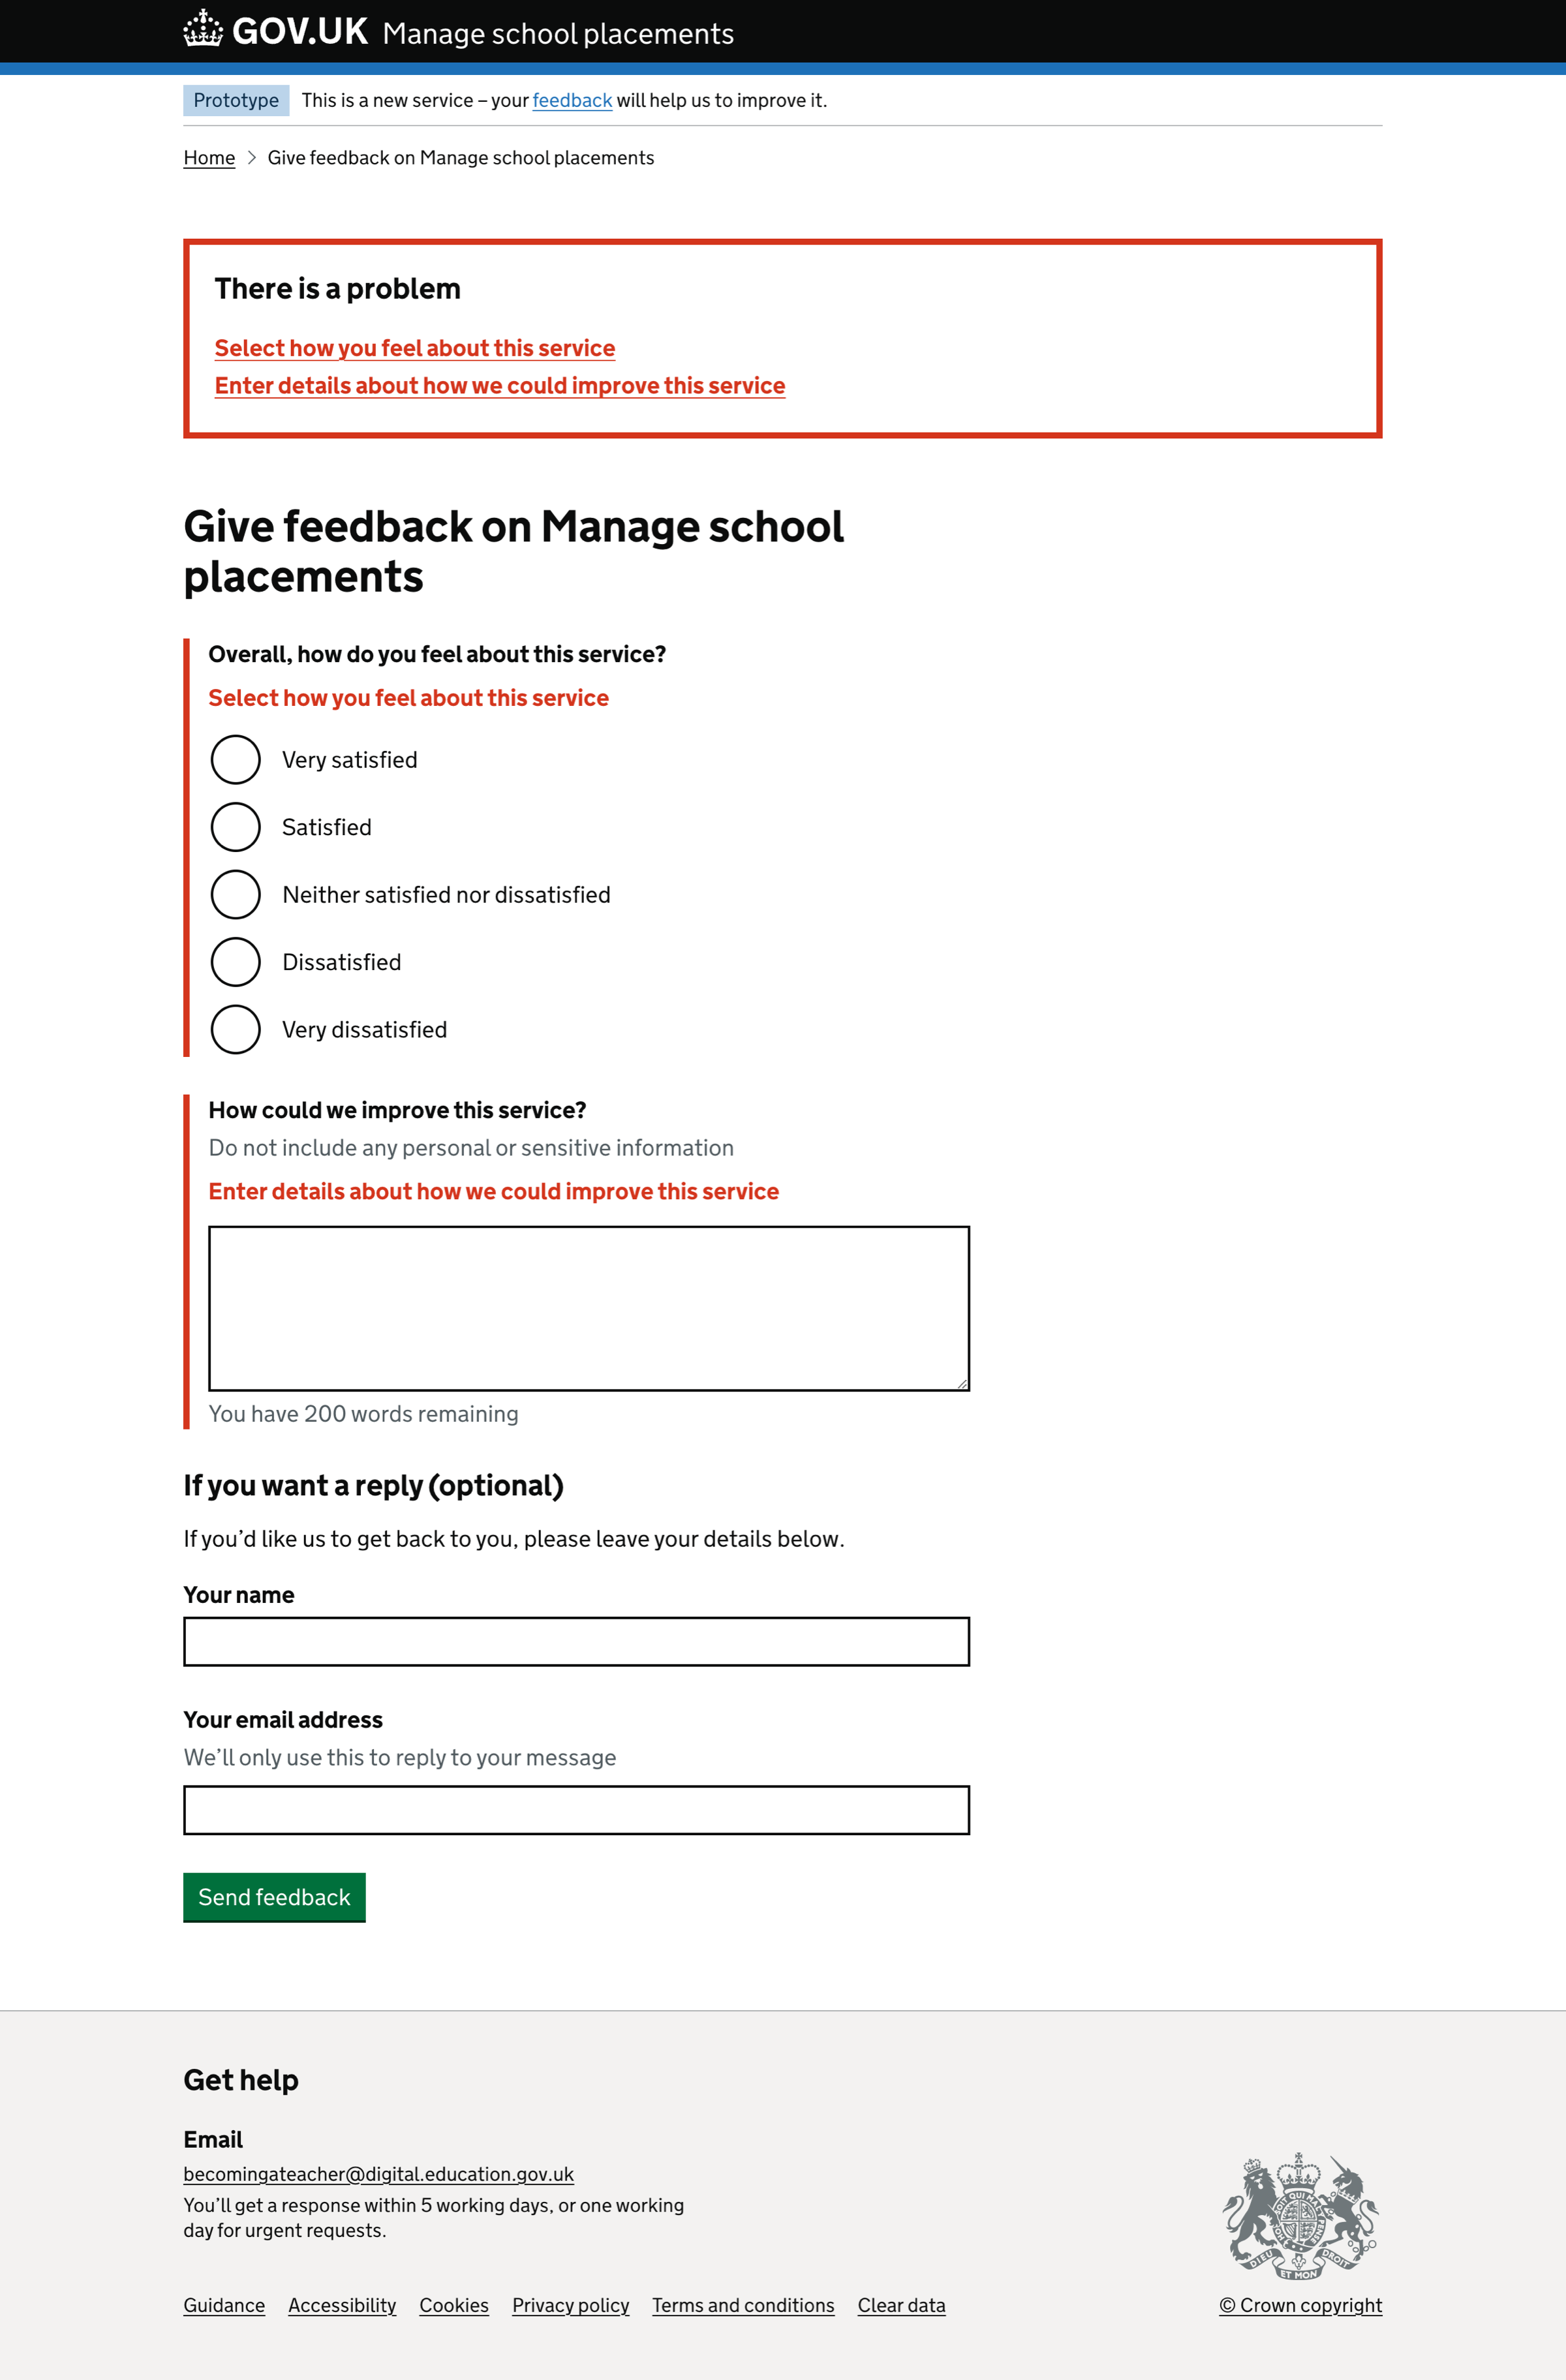 GOV.UK Manage school placements
Prototype This is a new service – your feedback will help us to improve it.
Home Give feedback on Manage school placements
There is a problem
Select how you feel about this service
Enter details about how we could improve this service
Give feedback on Manage school
placements
Overall, how do you feel about this service?
Select how you feel about this service
Very satisfied
Satisfied
Neither satisfied nor dissatisfied
Dissatisfied
Very dissatisfied
How could we improve this service?
Do not include any personal or sensitive information
Enter details about how we could improve this service
You have 200 words remaining
If you want a reply (optional)
If you’d like us to get back to you, please leave your details below.
Your name
Your email address
We’ll only use this to reply to your message
Send feedback
Get help
Email
becomingateacher@digital.education.gov.uk
You’ll get a response within 5 working days, or one working
day for urgent requests.
DIEU ET MON DROIT
Guidance Accessibility Cookies Privacy policy Terms and conditions Clear data © Crown copyright